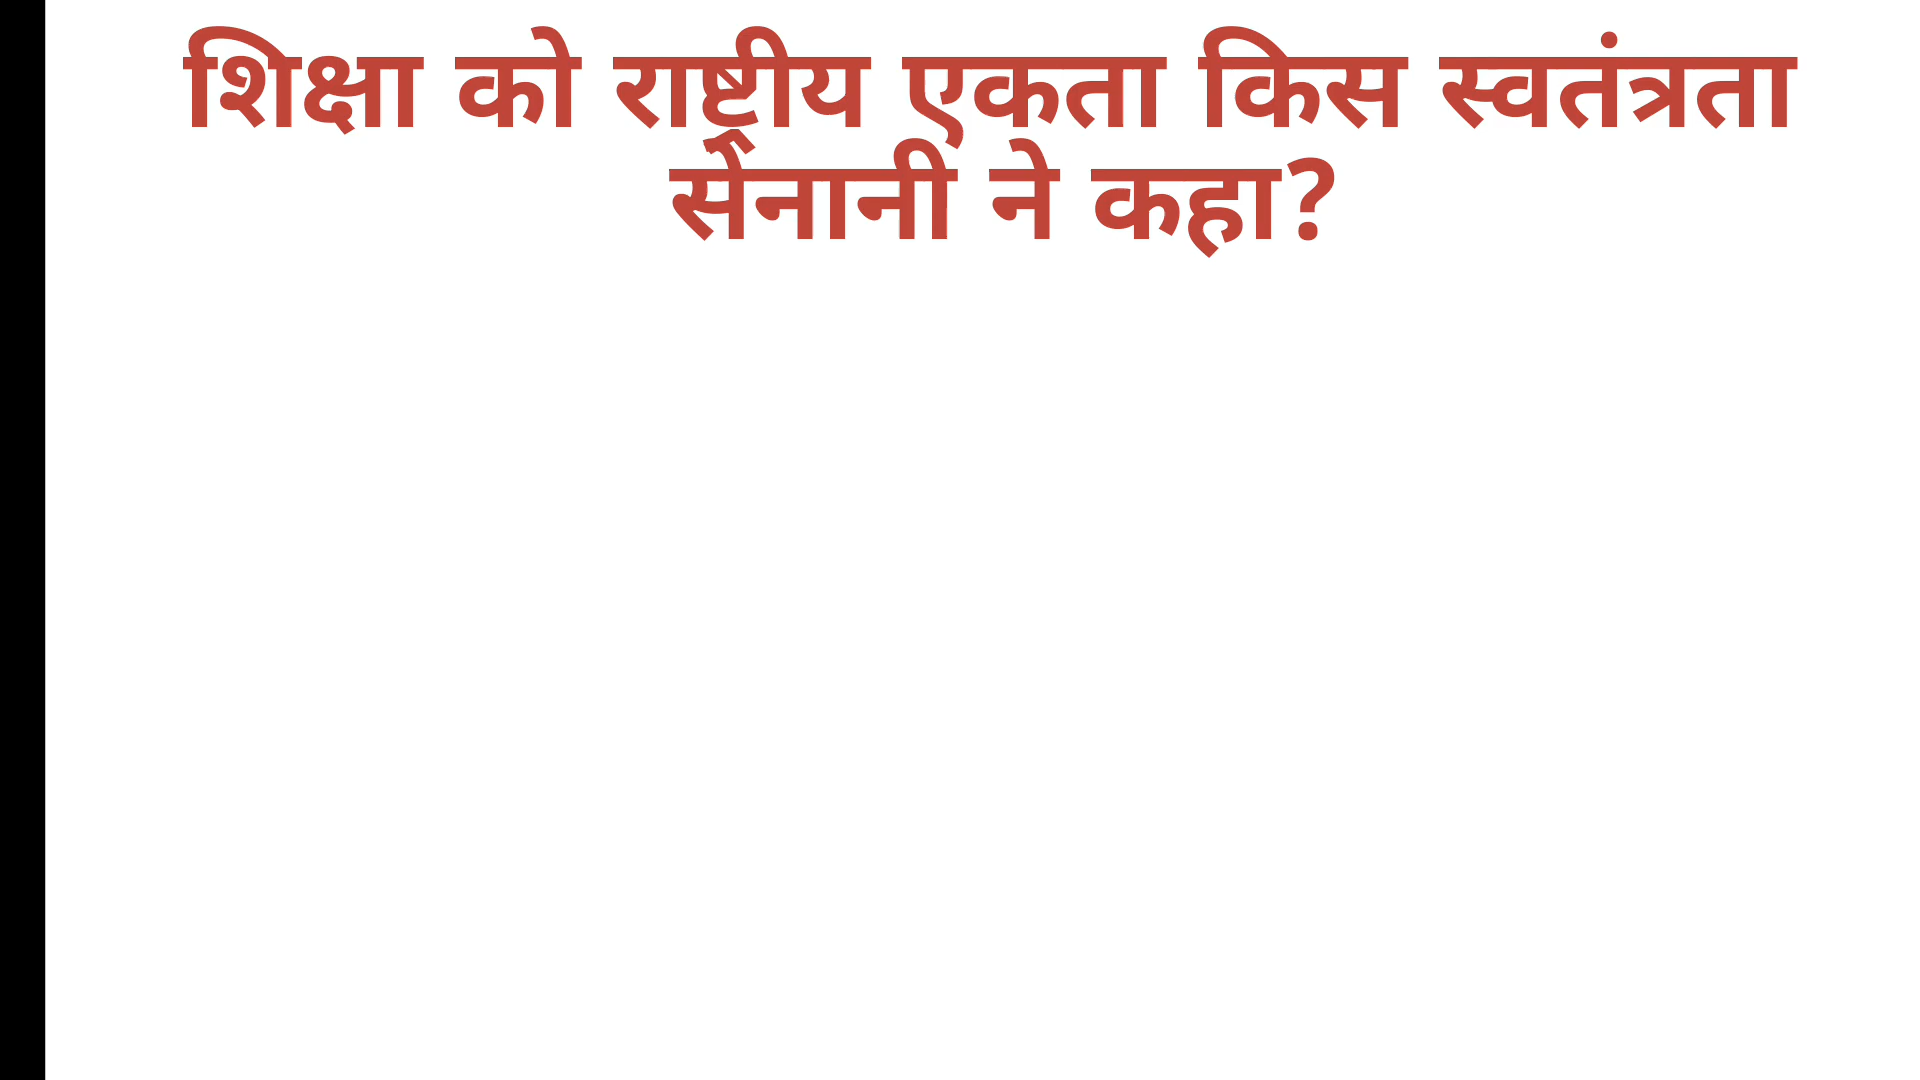 शिक्षा को राष्ट्रीय एकता किस स्वतंत्रता
सेनानी ने कहा?